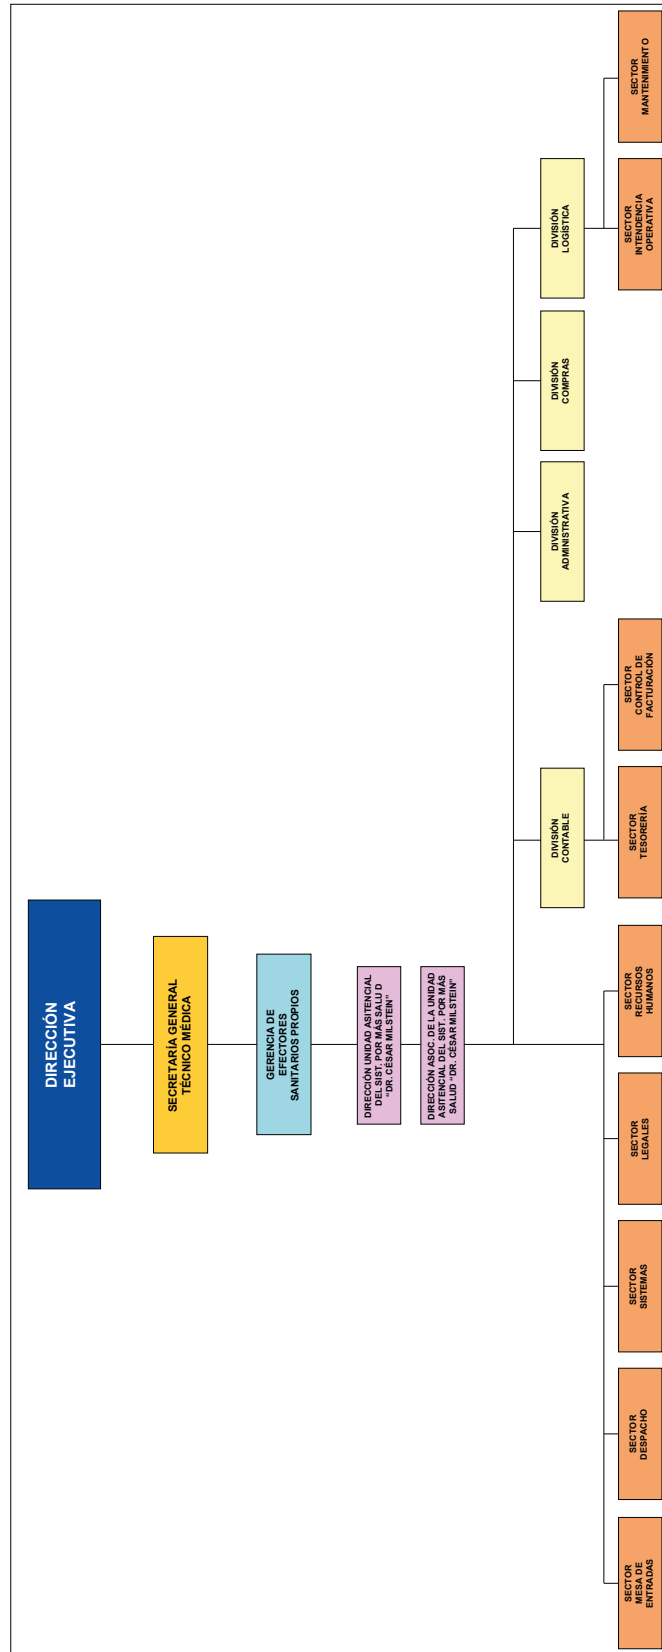 DIRECCIÓN
EJECUTIVA
SECRETARÍA GENERAL
TÉCNICO MÉDICA
GERENCIA DE
EFECTORES
SANITARIOS PROPIOS
DIRECCIÓN UNIDAD ASITENCIAL
DEL SIST. POR MÁS SALU D
“DR. CÉSAR MILSTEIN”
DIRECCIÓN ASOC. DE LA UNIDAD
ASITENCIAL DEL SIST. POR MÁS
SALUD “DR. CÉSAR MILSTEIN”
DIVISIÓN
CONTABLE
DIVISIÓN
ADMINISTRATIVA
DIVISIÓN
COMPRAS
DIVISIÓN
LOGÍSTICA
SECTOR
MESA DE
ENTRADAS
SECTOR
DESPACHO
SECTOR
SISTEMAS
SECTOR
LEGALES
SECTOR
RECURSOS
HUMANOS
SECTOR
TESORERÍA
SECTOR
CONTROL DE
FACTURACIÓN
SECTOR
INTENDENCIA
OPERATIVA
SECTOR
MANTENIMIENTO